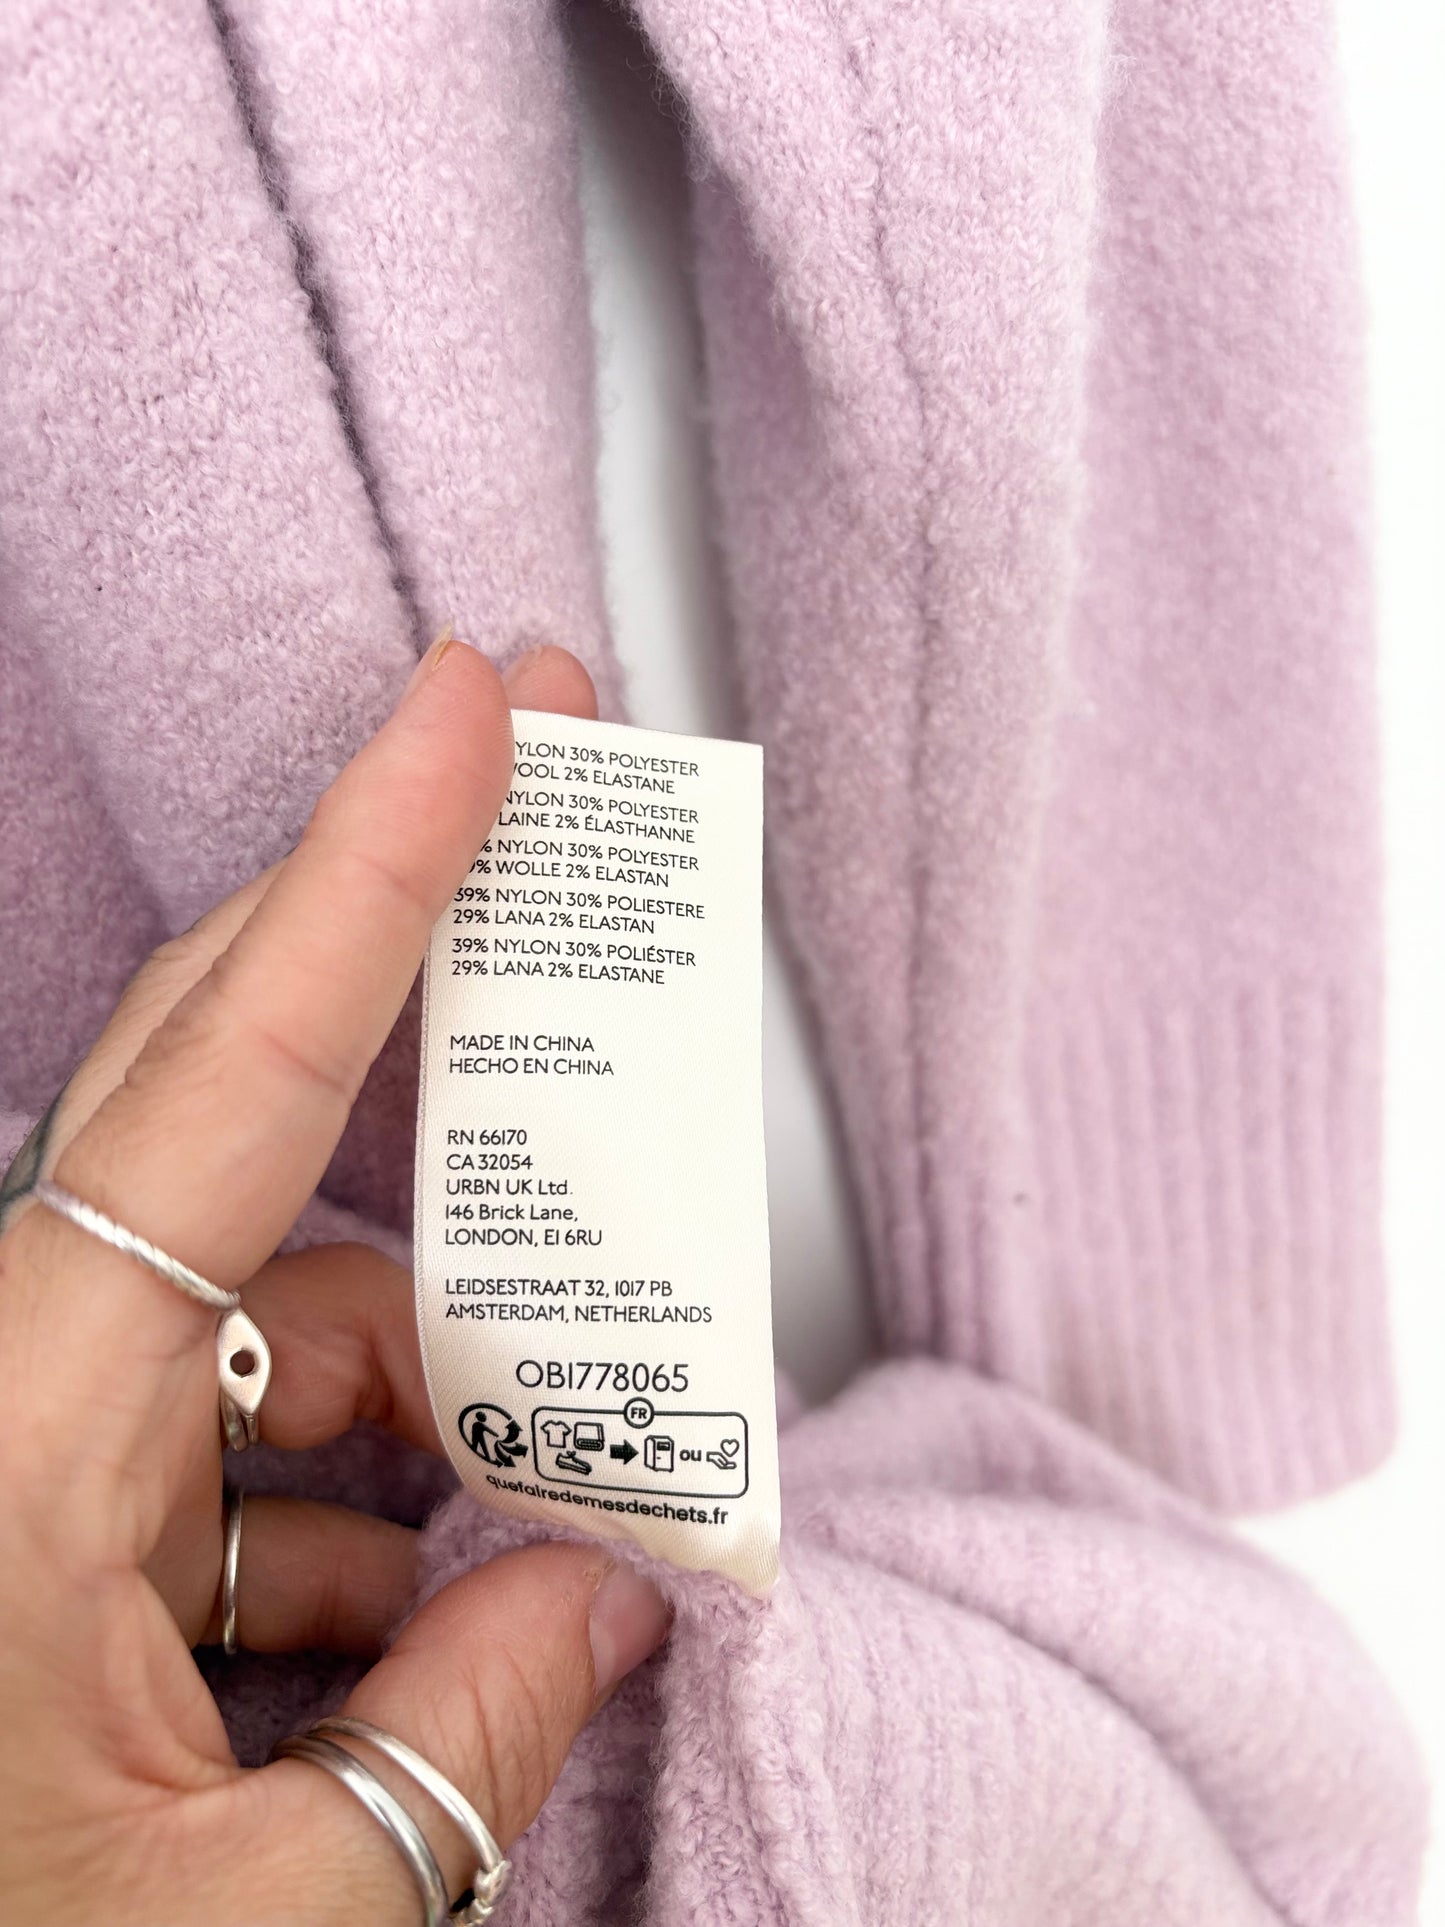 30% POLYESTER
2% ELASTANE
NYLON 30% POLYESTER
LAINE 2% ÉLASTHANNE
NYLON 30% POLYESTER
WOLLE 2% ELASTAN
39% NYLON 30% POLIESTERE
29% LANA 2% ELASTAN
39% NYLON 30% POLIÉSTER
29% LANA 2% ELASTANE
MADE IN CHINA
HECHO EN CHINA
RN 66170
CA 32054
URBN UK Ltd.
146 Brick Lane,
LONDON, E1 6RU
LEIDSESTRAAT 32, 1017 PB
AMSTERDAM, NETHERLANDS
OB1778065
FR
ou
quefairedemesdechets.fr